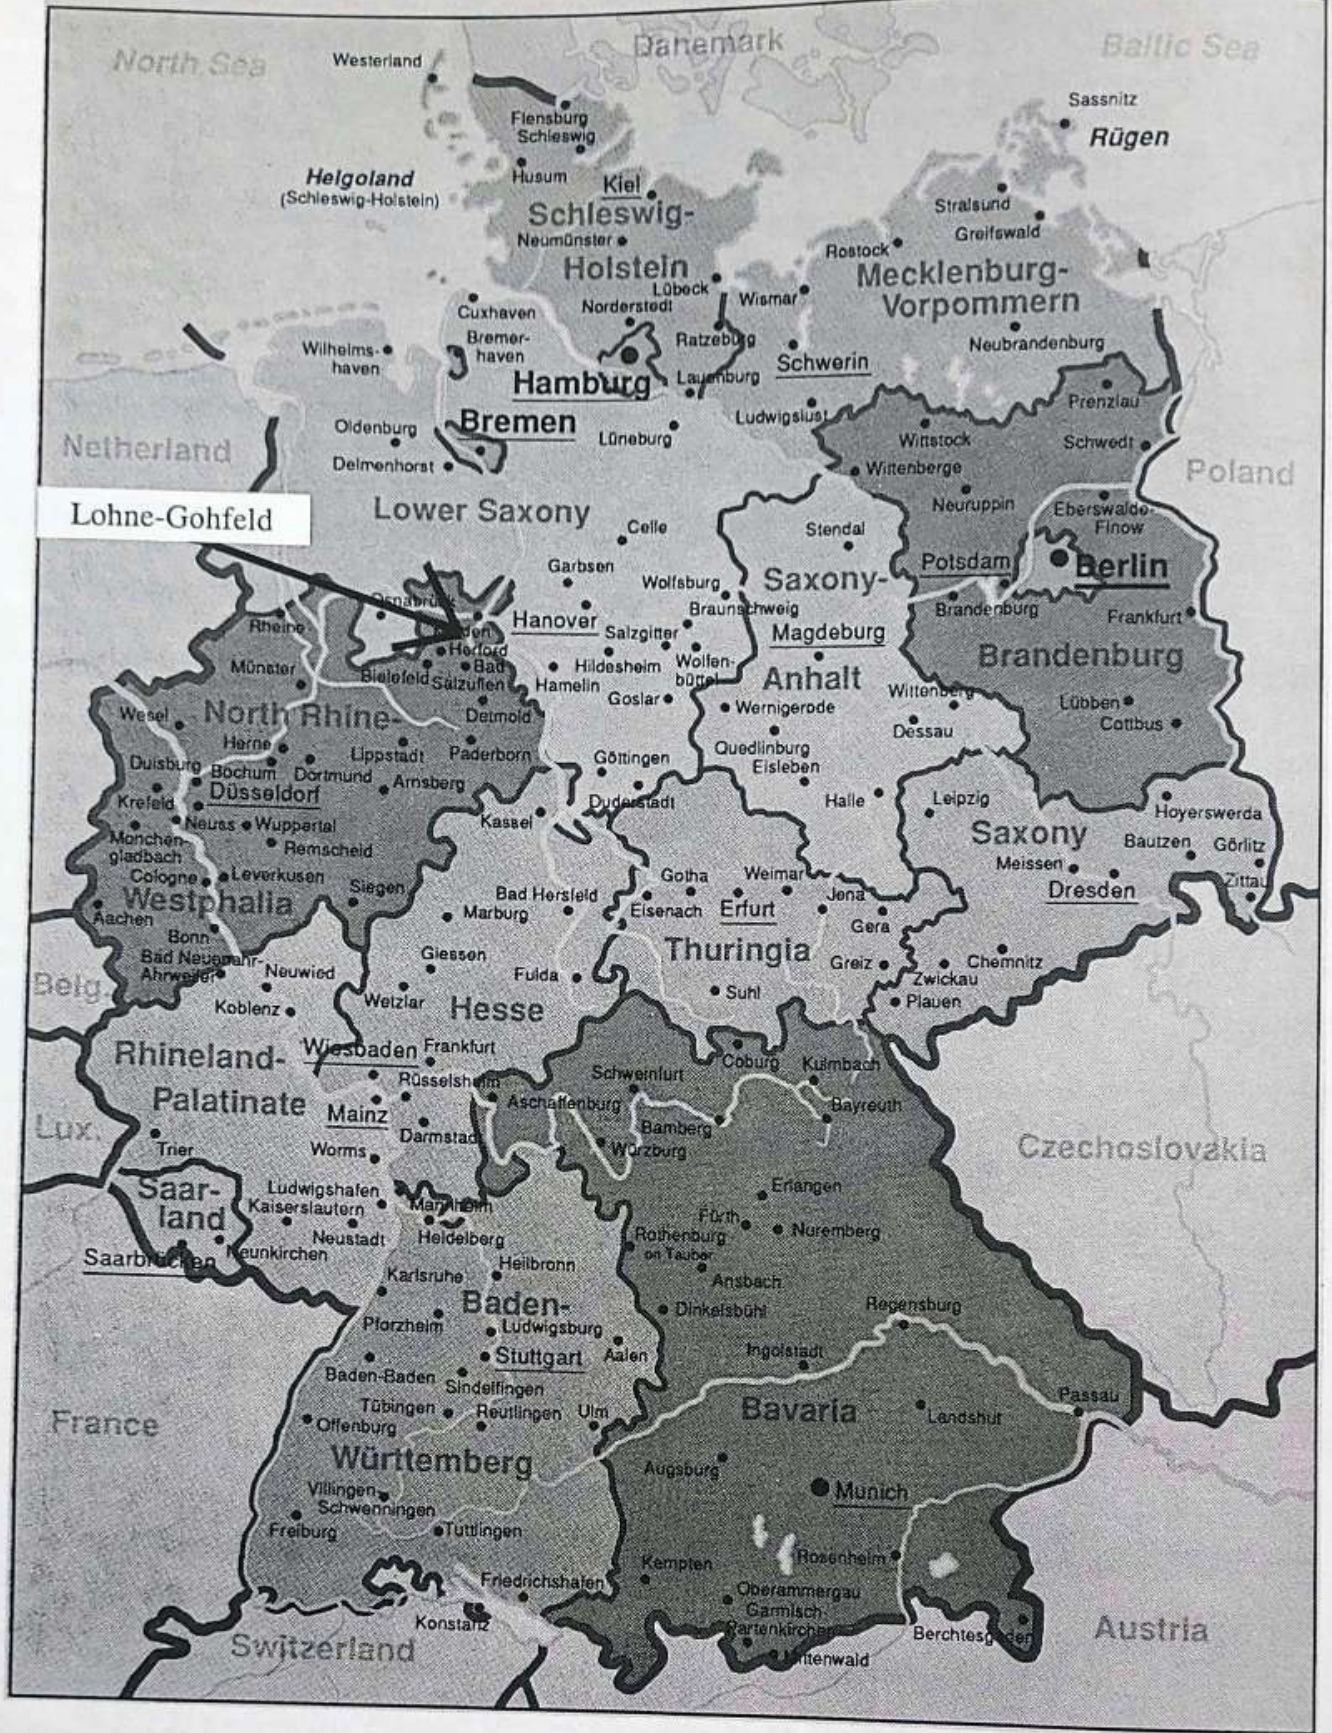 North Sea
Westerland
Danemark
Baltic Sea
Sassnitz
Rügen
Flensburg
Schleswig
Helgoland
(Schleswig-Holstein)
Husum
Kiel
Schleswig-
Holstein
Neumünster
Stralsund
Greifswald
Rostock
Mecklenburg-
Vorpommern
Lübeck
Wismar
Norderstedt
Cuxhaven
Bremer-
haven
Wilhelms-
haven
Ratzeburg
Neubrandenburg
Schwerin
Hamburg
Lauenburg
Prenzlau
Ludwigslust
Bremen
Oldenburg
Lüneburg
Delmenhorst
Wittstock
Schwedt
Netherland
Wittenberge
Poland
Neuruppin
Lohne-Gohfeld
Lower Saxony
Celle
Stendal
Eberswalde-
Finow
Garbsen
Wolfsburg
Saxony-
Anhalt
Potsdam
Berlin
Osnabrück
Hanover
Braunschweig
Brandenburg
Frankfurt
Rheine
Salzgitter
Magdeburg
Herford
Brandenburg
Münster
Bielefeld
Bad
Salzuflen
Hamelin
Hildesheim
Wolfen-
büttel
Goslar
Wernigerode
Wittenberg
Lübben
Cottbus
Wesel
North Rhine-
Westphalia
Detmold
Dessau
Herne
Lippstadt
Paderborn
Quedlinburg
Eisleben
Duisburg
Bochum
Dortmund
Arnsberg
Göttingen
Krefeld
Düsseldorf
Duderstadt
Halle
Leipzig
Hoyerswerda
Neuss
Wuppertal
Kassel
Saxony
Mönchen-
gladbach
Remscheid
Bautzen
Görlitz
Meissen
Cologne
Leverkusen
Siegen
Gotha
Weimar
Dresden
Zittau
Bad Hersfeld
Aachen
Marburg
Eisenach
Erfurt
Jena
Gera
Bonn
Thuringia
Bad Neuenahr-
Ahrweiler
Neuwied
Giessen
Fulda
Greiz
Chemnitz
Zwickau
Belg.
Koblenz
Wetzlar
Suhl
Plauen
Hesse
Rhineland-
Palatinate
Wiesbaden
Frankfurt
Coburg
Kulmbach
Rüsselsheim
Schweinfurt
Mainz
Aschaffenburg
Bayreuth
Lux.
Darmstadt
Bamberg
Trier
Worms
Würzburg
Czechoslovakia
Saar-
land
Ludwigshafen
Erlangen
Kaiserslautern
Mannheim
Fürth
Neustadt
Heidelberg
Rothenburg
on Tauber
Nuremberg
Saarbrücken
Neunkirchen
Heilbronn
Karlsruhe
Ansbach
Baden-
Württemberg
Dinkelsbühl
Regensburg
Pforzheim
Ludwigsburg
Stuttgart
Aalen
Ingolstadt
Baden-Baden
Sindelfingen
Passau
France
Tübingen
Reutlingen
Ulm
Bavaria
Landshut
Offenburg
Augsburg
Munich
Villingen-
Schwenningen
Freiburg
Tuttlingen
Rosenheim
Kempten
Friedrichshafen
Oberammergau
Garmisch-
Partenkirchen
Konstanz
Berchtesgaden
Austria
Switzerland
Mittenwald